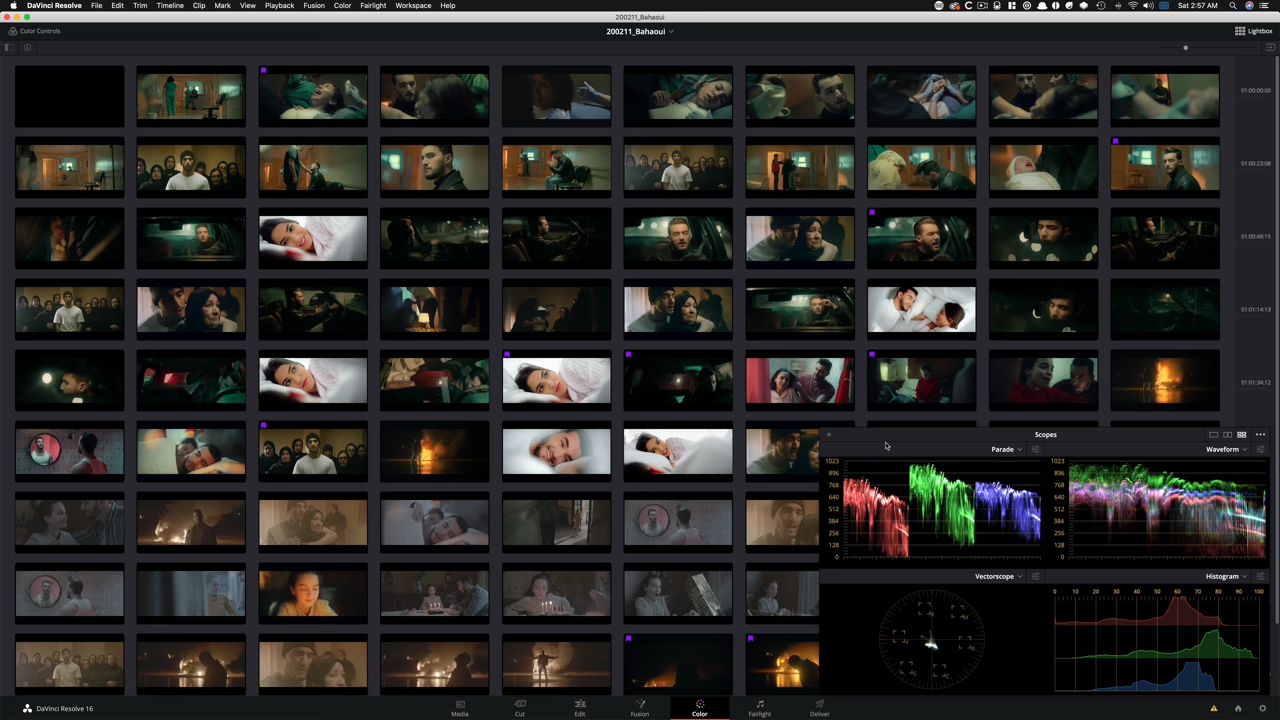 DaVinci Resolve File Edit Trim Timeline Clip Mark View Playback Fusion Color Fairlight Workspace Help Sat 2:57 AM
200211_Bahaoui
Color Controls 200211_Bahaoui Lightbox
01:00:00:00
01:00:23:08
01:00:49:15
01:01:14:13
01:01:34:12
Scopes
Parade Waveform
1023 1023
896 896
768 768
640 640
512 512
384 384
256 256
128 128
0 0
Vectorscope Histogram
0 10 20 30 40 50 60 70 80 90 100
DaVinci Resolve 16 Media Cut Edit Fusion Color Fairlight Deliver